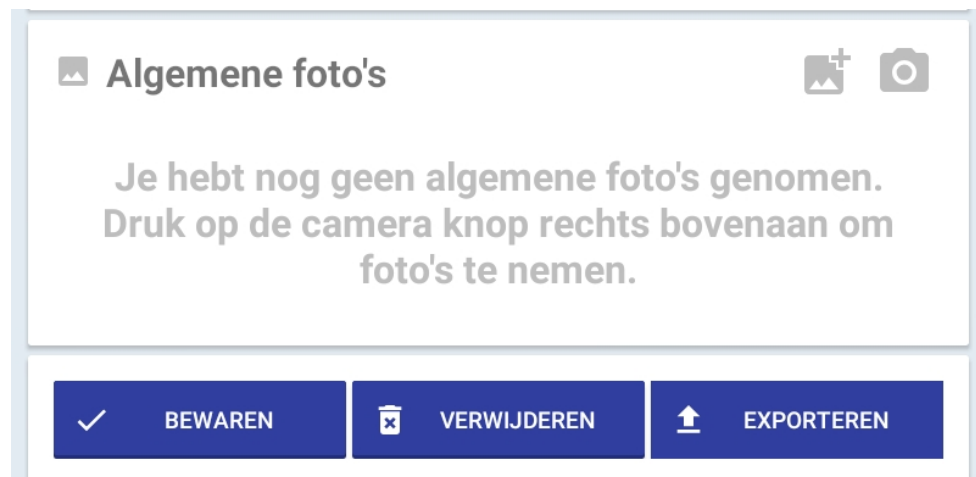 Algemene foto's
Je hebt nog geen algemene foto's genomen.
Druk op de camera knop rechts bovenaan om
foto's te nemen.
BEWAREN
VERWIJDEREN
EXPORTEREN